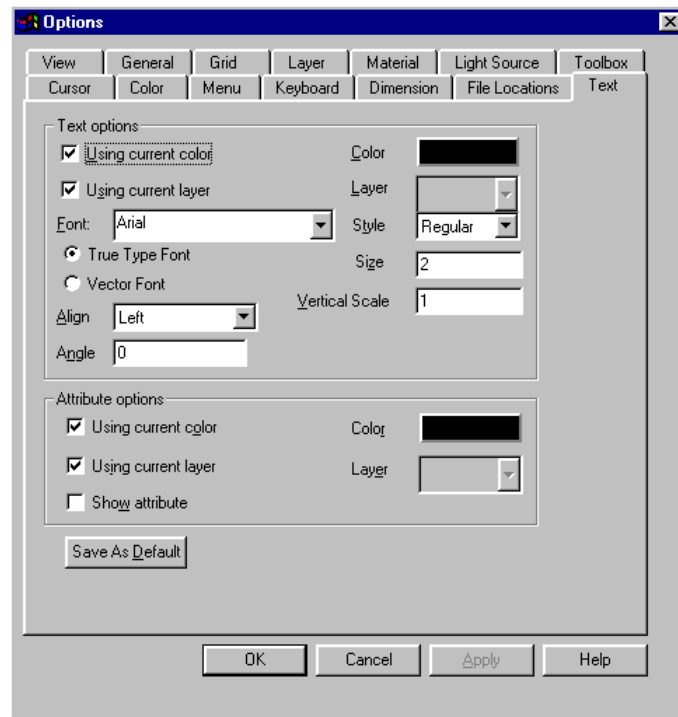 Options
View General Grid Layer Material Light Source Toolbox
Cursor Color Menu Keyboard Dimension File Locations Text
Text options
Using current color Color
Using current layer Layer
Font: Arial Style Regular
True Type Font Size 2
Vector Font Vertical Scale 1
Align Left
Angle 0
Attribute options
Using current color Color
Using current layer Layer
Show attribute
Save As Default
OK Cancel Apply Help